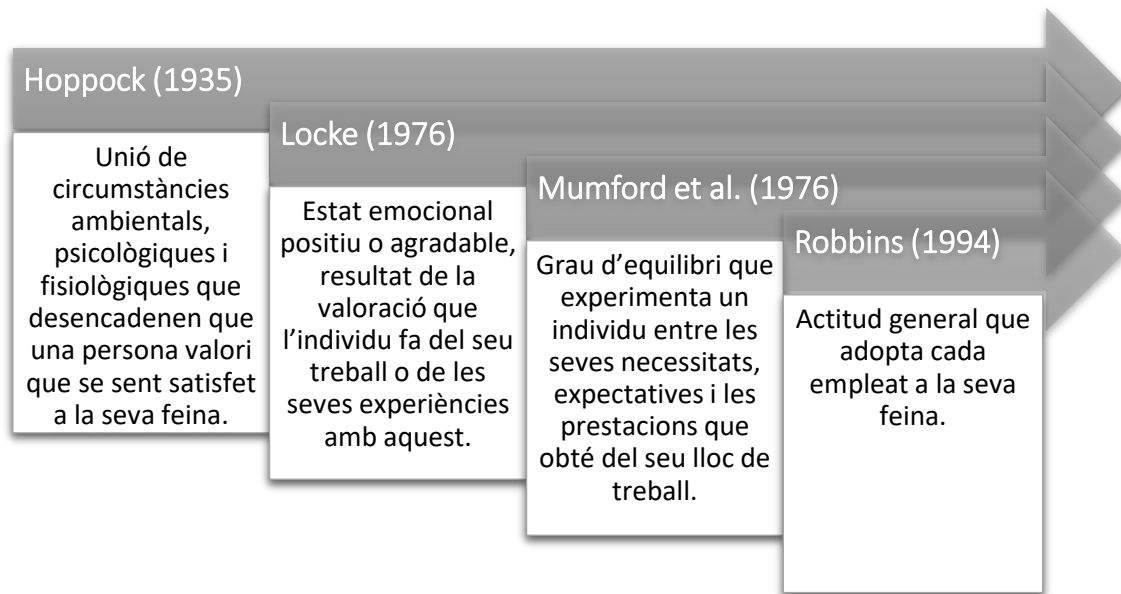 Hoppock (1935)
Unió de
circumstàncies
ambientals,
psicològiques i
fisiològiques que
desencadenen que
una persona valori
que se sent satisfet
a la seva feina.
Locke (1976)
Estat emocional
positiu o agradable,
resultat de la
valoració que
l’individu fa del seu
treball o de les
seves experiències
amb aquest.
Mumford et al. (1976)
Grau d’equilibri que
experimenta un
individu entre les
seves necessitats,
expectatives i les
prestacions que
obté del seu lloc de
treball.
Robbins (1994)
Actitud general que
adopta cada
empleat a la seva
feina.